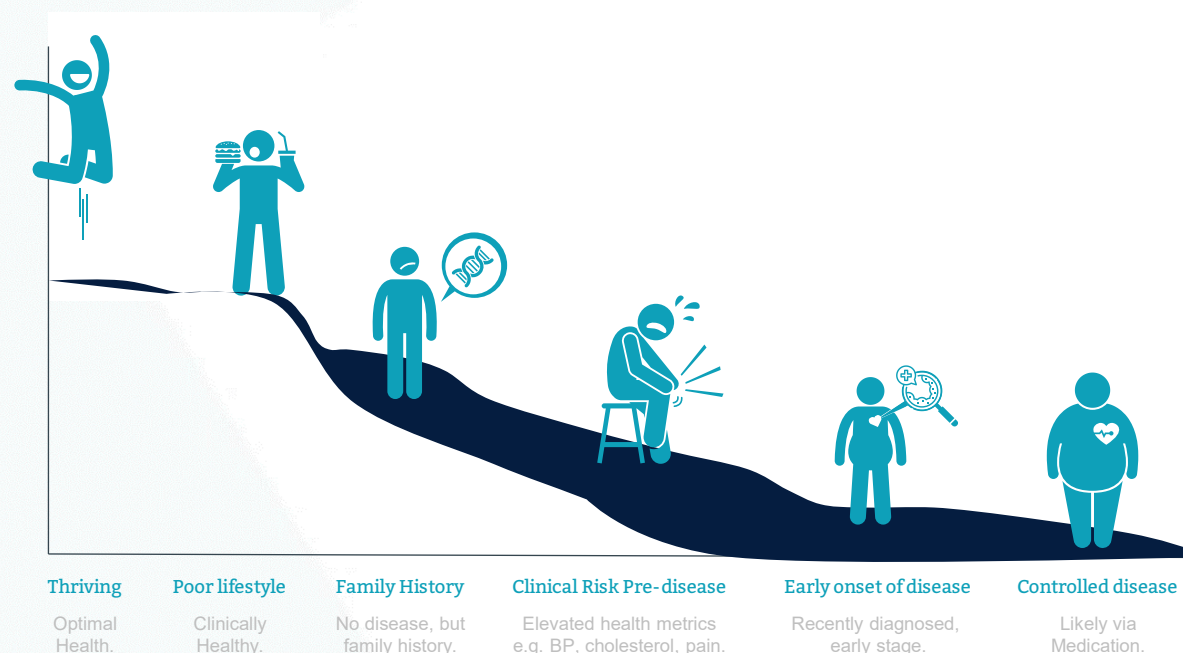 Thriving
Poor lifestyle
Family History
Clinical Risk Pre-disease
Early onset of disease
Controlled disease
Optimal
Health.
Clinically
Healthy.
No disease, but
family history.
Elevated health metrics
e.g. BP, cholesterol, pain.
Recently diagnosed,
early stage.
Likely via
Medication.